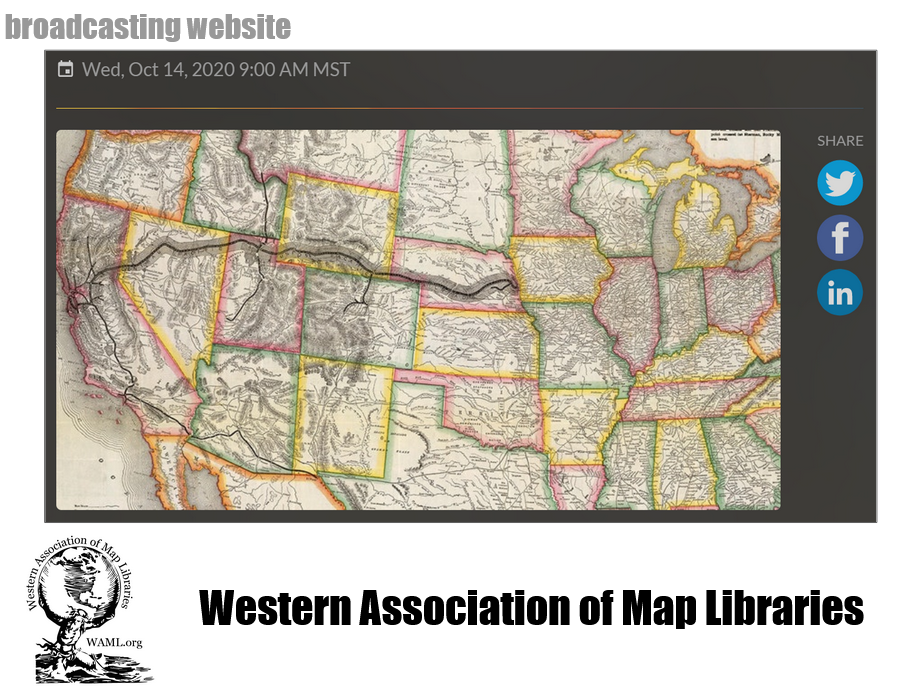 broadcasting website
Wed, Oct 14, 2020 9:00 AM MST
SHARE
in
Western Association of Map Libraries
WAML.org
Western Association of Map Libraries